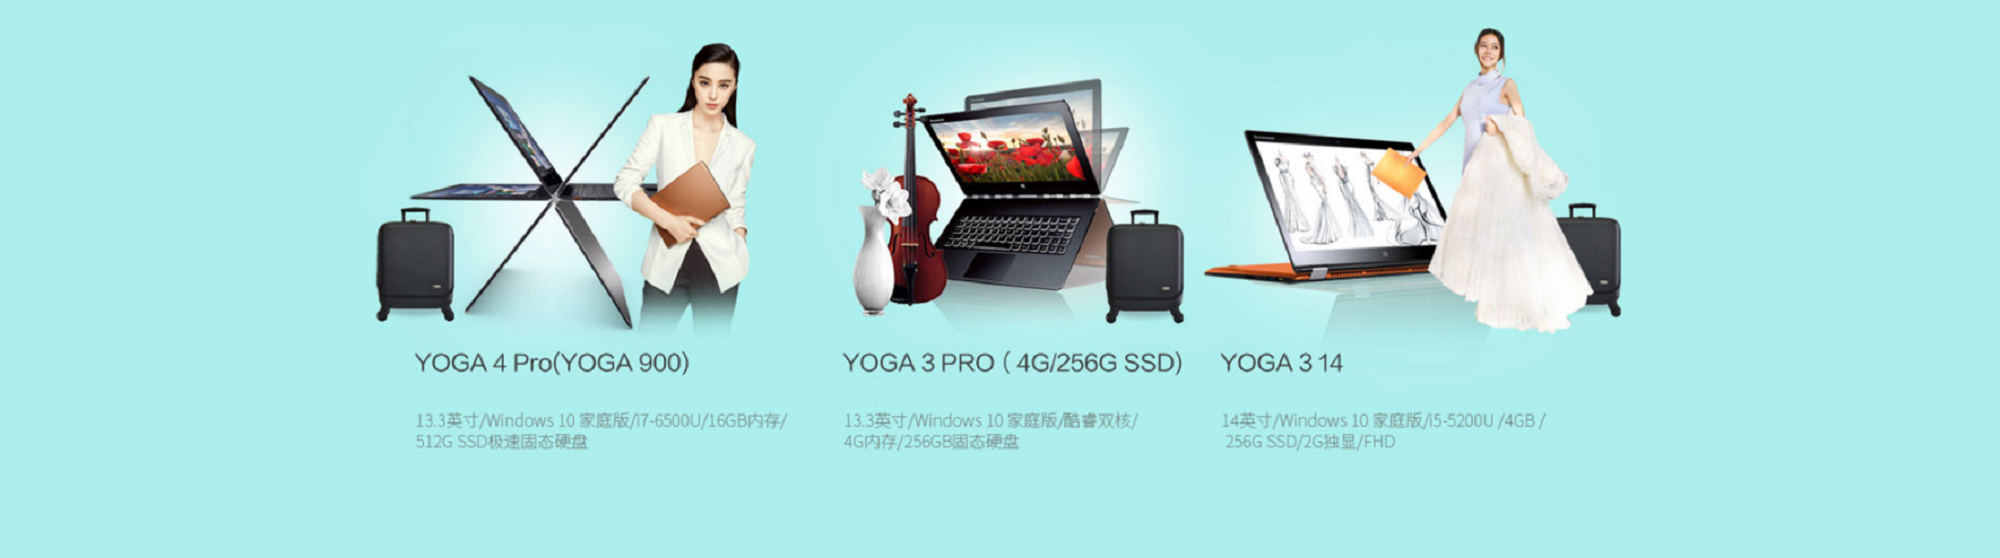 YOGA 4 Pro(YOGA 900)
13.3英寸/Windows 10 家庭版/i7-6500U/16GB内存/
512G SSD极速固态硬盘
YOGA 3 PRO ( 4G/256G SSD)
13.3英寸/Windows 10 家庭版/酷睿双核/
4G内存/256GB固态硬盘
YOGA 3 14
14英寸/Windows 10 家庭版/i5-5200U /4GB /
256G SSD/2G独显/FHD